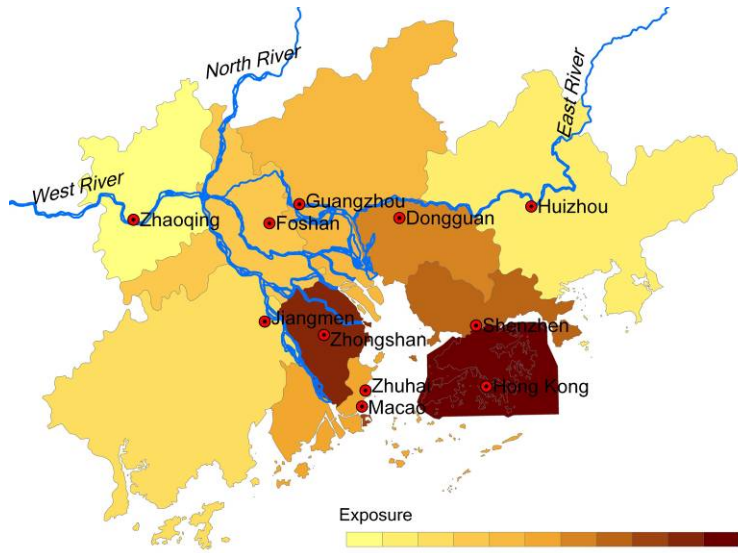 North River
East River
West River
Guangzhou
Huizhou
Zhaoqing
Foshan
Dongguan
Jiangmen
Shenzhen
Zhongshan
Zhuhai
Hong Kong
Macao
Exposure